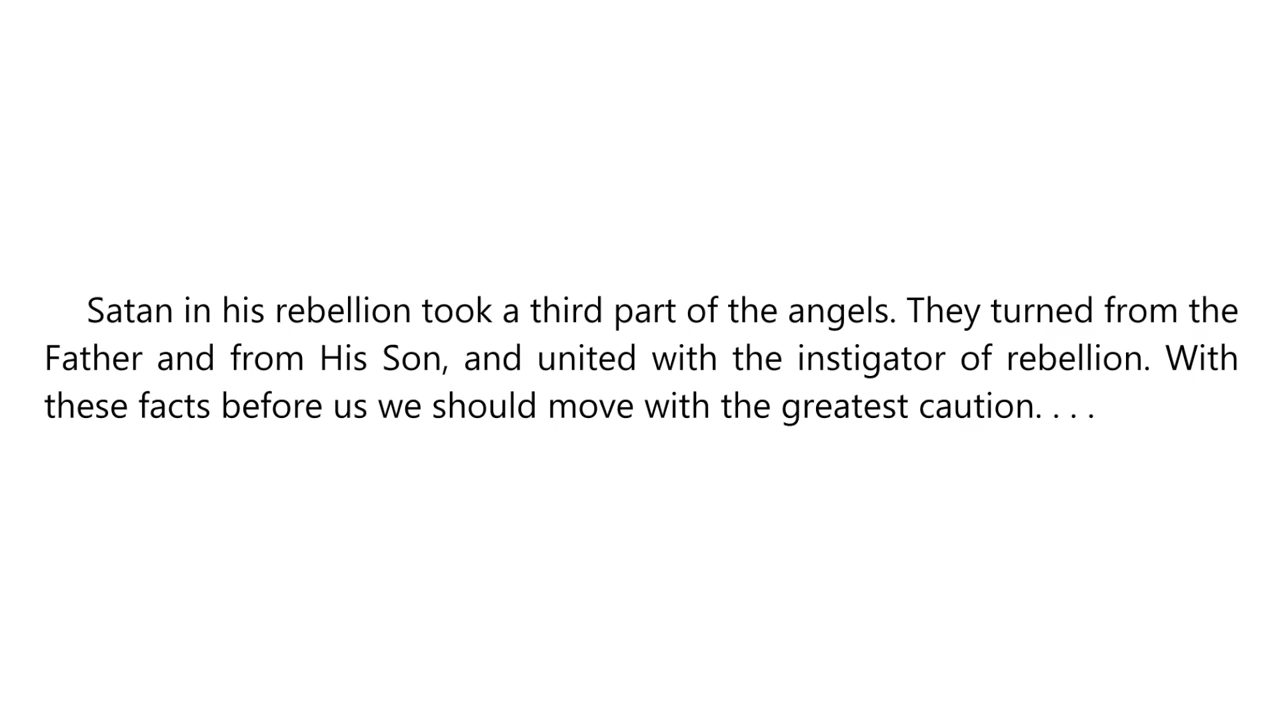 Satan in his rebellion took a third part of the angels. They turned from the
Father and from His Son, and united with the instigator of rebellion. With
these facts before us we should move with the greatest caution. . . .